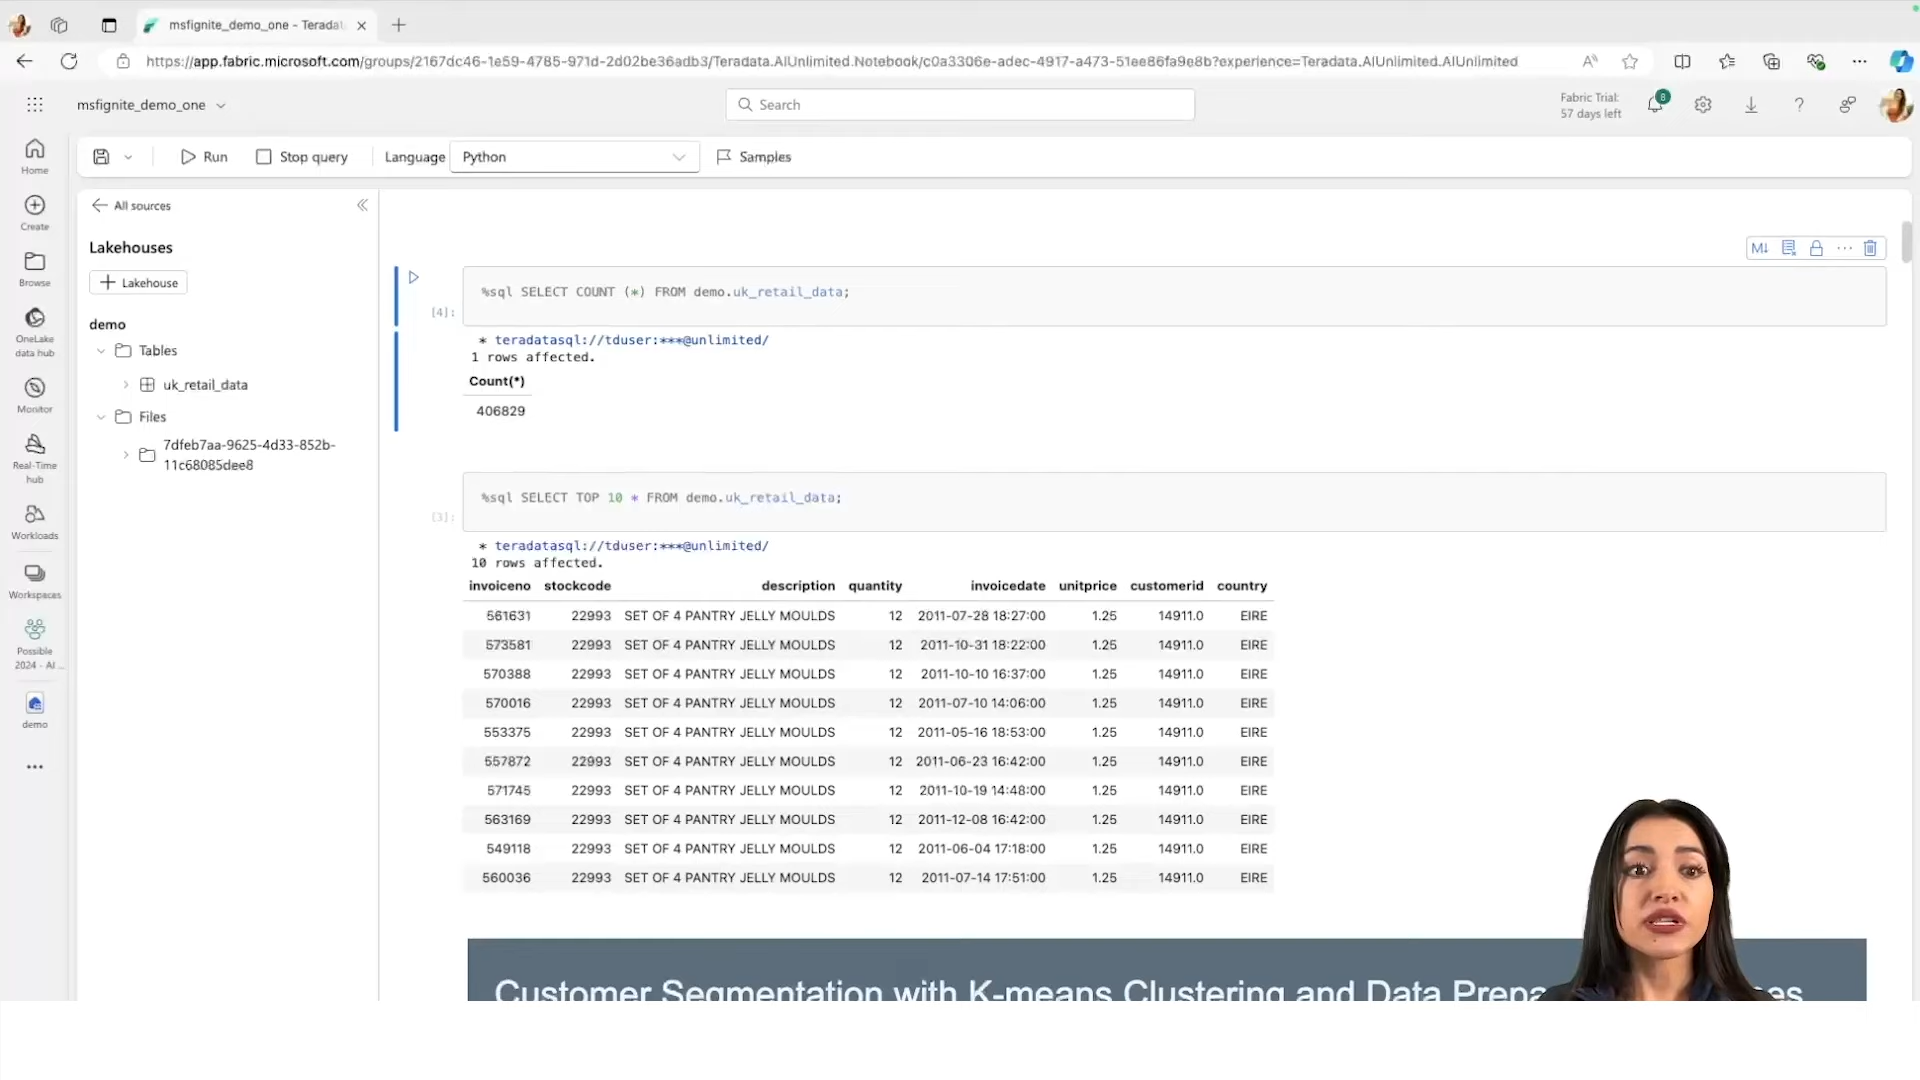 msfignite_demo_one - Teradat
https://app.fabric.microsoft.com/groups/2167dc46-1e59-4785-971d-2d02be36adb3/Teradata.AIUnlimited.Notebook/c0a3306e-adec-4917-a473-51ee86fa9e8b?experience=Teradata.AIUnlimited.AIUnlimited
msfignite_demo_one
Search
Fabric Trial:
57 days left
8
?
Run
Stop query
Language
Python
Samples
Home
Create
Browse
OneLake
data hub
Monitor
Real-Time
hub
Workloads
Workspaces
Possible
2024 - AI ...
demo
All sources
Lakehouses
Lakehouse
demo
Tables
uk_retail_data
Files
7dfeb7aa-9625-4d33-852b-
11c68085dee8
M↓
%sql SELECT COUNT (*) FROM demo.uk_retail_data;
[4]:
* teradatasql://tduser:***@unlimited/
1 rows affected.
Count(*)
406829
%sql SELECT TOP 10 * FROM demo.uk_retail_data;
[3]:
* teradatasql://tduser:***@unlimited/
10 rows affected.
invoiceno stockcode description quantity invoicedate unitprice customerid country
561631 22993 SET OF 4 PANTRY JELLY MOULDS 12 2011-07-28 18:27:00 1.25 14911.0 EIRE
573581 22993 SET OF 4 PANTRY JELLY MOULDS 12 2011-10-31 18:22:00 1.25 14911.0 EIRE
570388 22993 SET OF 4 PANTRY JELLY MOULDS 12 2011-10-10 16:37:00 1.25 14911.0 EIRE
570016 22993 SET OF 4 PANTRY JELLY MOULDS 12 2011-07-10 14:06:00 1.25 14911.0 EIRE
553375 22993 SET OF 4 PANTRY JELLY MOULDS 12 2011-05-16 18:53:00 1.25 14911.0 EIRE
557872 22993 SET OF 4 PANTRY JELLY MOULDS 12 2011-06-23 16:42:00 1.25 14911.0 EIRE
571745 22993 SET OF 4 PANTRY JELLY MOULDS 12 2011-10-19 14:48:00 1.25 14911.0 EIRE
563169 22993 SET OF 4 PANTRY JELLY MOULDS 12 2011-12-08 16:42:00 1.25 14911.0 EIRE
549118 22993 SET OF 4 PANTRY JELLY MOULDS 12 2011-06-04 17:18:00 1.25 14911.0 EIRE
560036 22993 SET OF 4 PANTRY JELLY MOULDS 12 2011-07-14 17:51:00 1.25 14911.0 EIRE
Customer Segmentation with K-means Clustering and Data Prepa